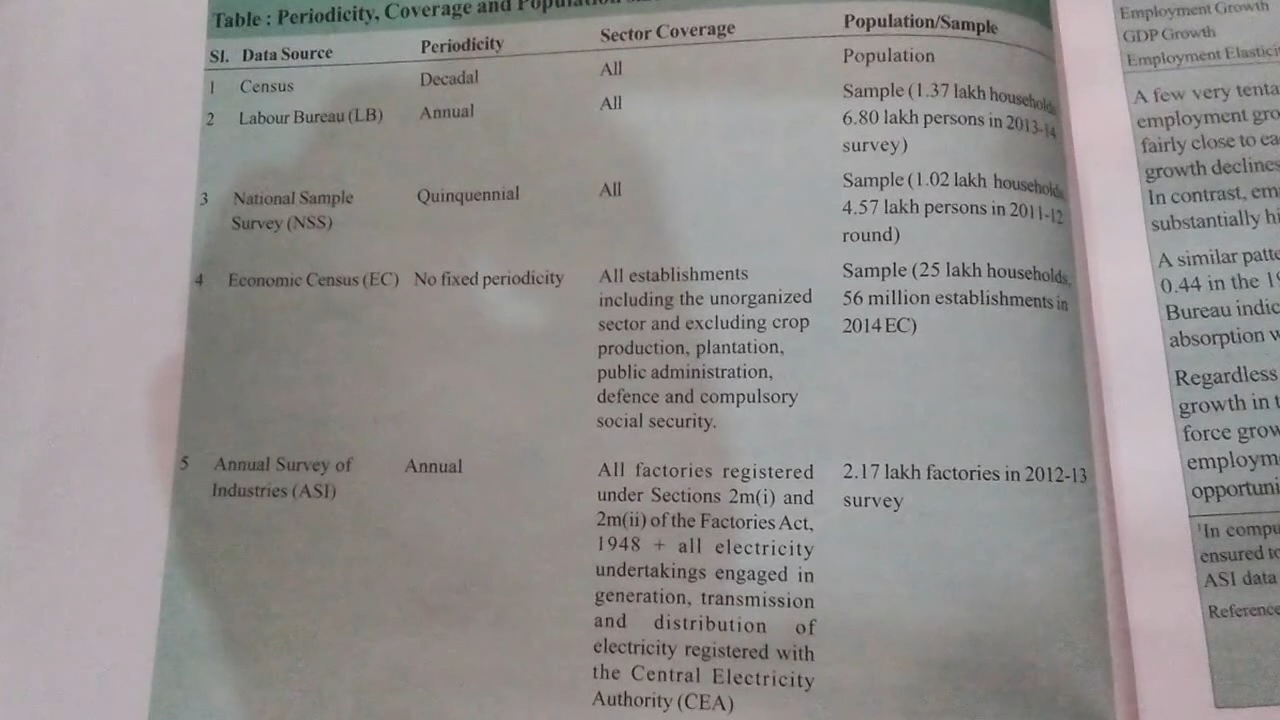 Table : Periodicity, Coverage and
Sl. Data Source Periodicity Sector Coverage Population/Sample
1 Census Decadal All Population
2 Labour Bureau (LB) Annual All Sample (1.37 lakh households,
6.80 lakh persons in 2013-14
survey)
3 National Sample Quinquennial All Sample (1.02 lakh households,
Survey (NSS) 4.57 lakh persons in 2011-12
round)
4 Economic Census (EC) No fixed periodicity All establishments Sample (25 lakh households,
including the unorganized 56 million establishments in
sector and excluding crop 2014 EC)
production, plantation,
public administration,
defence and compulsory
social security.
5 Annual Survey of Annual All factories registered 2.17 lakh factories in 2012-13
Industries (ASI) under Sections 2m(i) and survey
2m(ii) of the Factories Act,
1948 + all electricity
undertakings engaged in
generation, transmission
and distribution of
electricity registered with
the Central Electricity
Authority (CEA)
Employment Growth
GDP Growth
Employment
A few very
employment
fairly close to
growth declines
In contrast,
substantially
A similar
0.44 in the
Bureau
absorption
Regardless
growth in
force
opportuni
¹In
ensured
ASI data